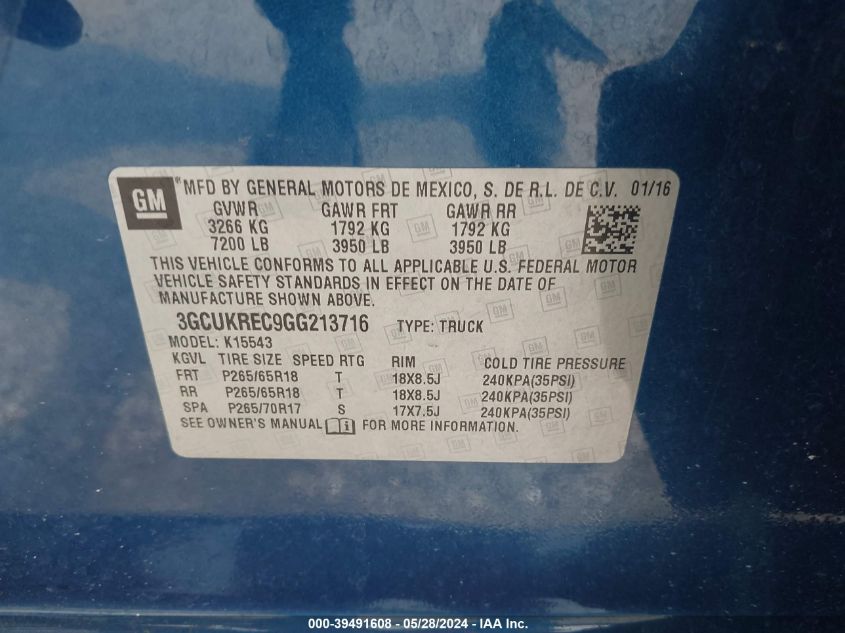 GM MFD BY GENERAL MOTORS DE MEXICO, S. DE R.L. DE C.V. 01/16
GVWR GAWR FRT GAWR RR
3266 KG 1792 KG 1792 KG
7200 LB 3950 LB 3950 LB
THIS VEHICLE CONFORMS TO ALL APPLICABLE U.S. FEDERAL MOTOR
VEHICLE SAFETY STANDARDS IN EFFECT ON THE DATE OF
MANUFACTURE SHOWN ABOVE.
3GCUKREC9GG213716 TYPE: TRUCK
MODEL: K15543
KGVL TIRE SIZE SPEED RTG RIM COLD TIRE PRESSURE
FRT P265/65R18 T 18X8.5J 240KPA(35PSI)
RR P265/65R18 T 18X8.5J 240KPA(35PSI)
SPA P265/70R17 S 17X7.5J 240KPA(35PSI)
SEE OWNER'S MANUAL FOR MORE INFORMATION.
000-39491608 - 05/28/2024 - IAA Inc.